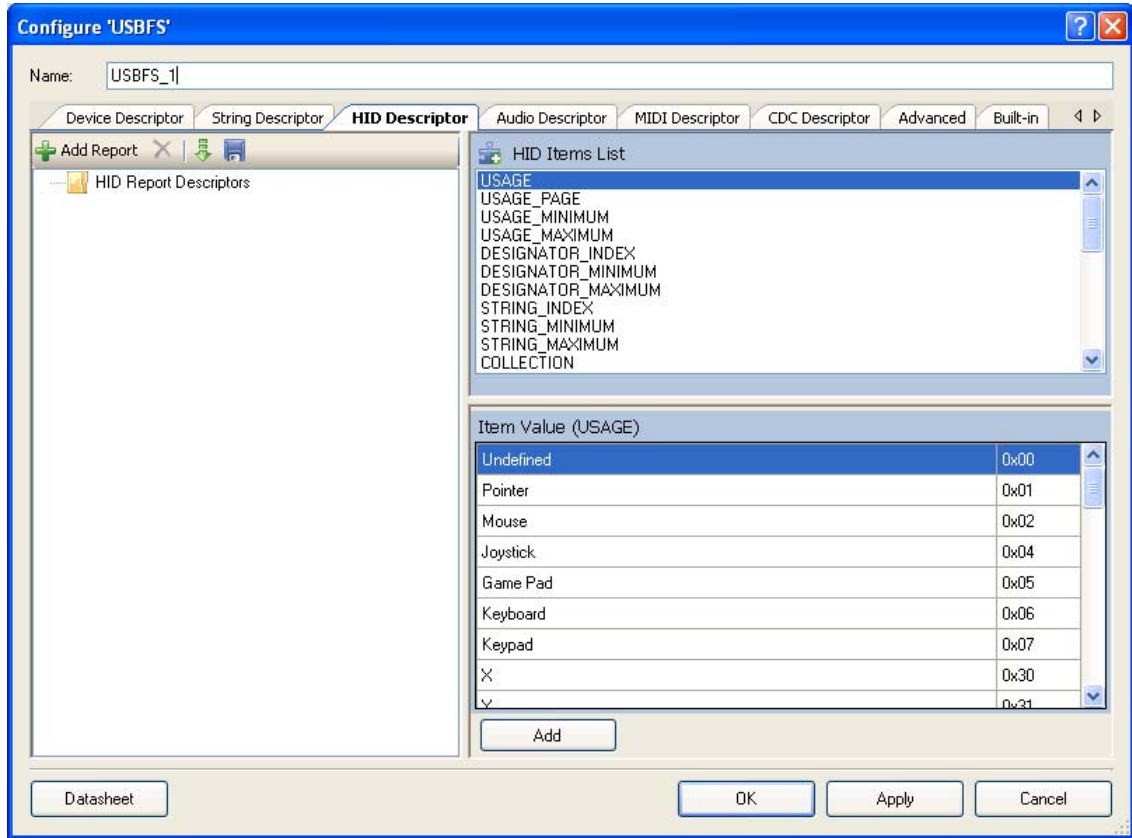 Configure 'USBFS'
Name: USBFS_1
Device Descriptor String Descriptor HID Descriptor Audio Descriptor MIDI Descriptor CDC Descriptor Advanced Built-in
Add Report
HID Report Descriptors
HID Items List
USAGE
USAGE_PAGE
USAGE_MINIMUM
USAGE_MAXIMUM
DESIGNATOR_INDEX
DESIGNATOR_MINIMUM
DESIGNATOR_MAXIMUM
STRING_INDEX
STRING_MINIMUM
STRING_MAXIMUM
COLLECTION
Item Value (USAGE)
Undefined 0x00
Pointer 0x01
Mouse 0x02
Joystick 0x04
Game Pad 0x05
Keyboard 0x06
Keypad 0x07
X 0x30
Y 0x31
Add
Datasheet OK Apply Cancel